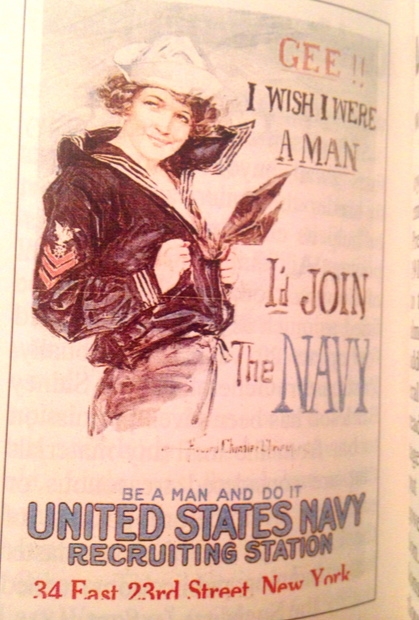 GEE !!
I WISH I WERE
A MAN
I'd JOIN
The NAVY
BE A MAN AND DO IT
UNITED STATES NAVY
RECRUITING STATION
34 East 23rd Street, New York